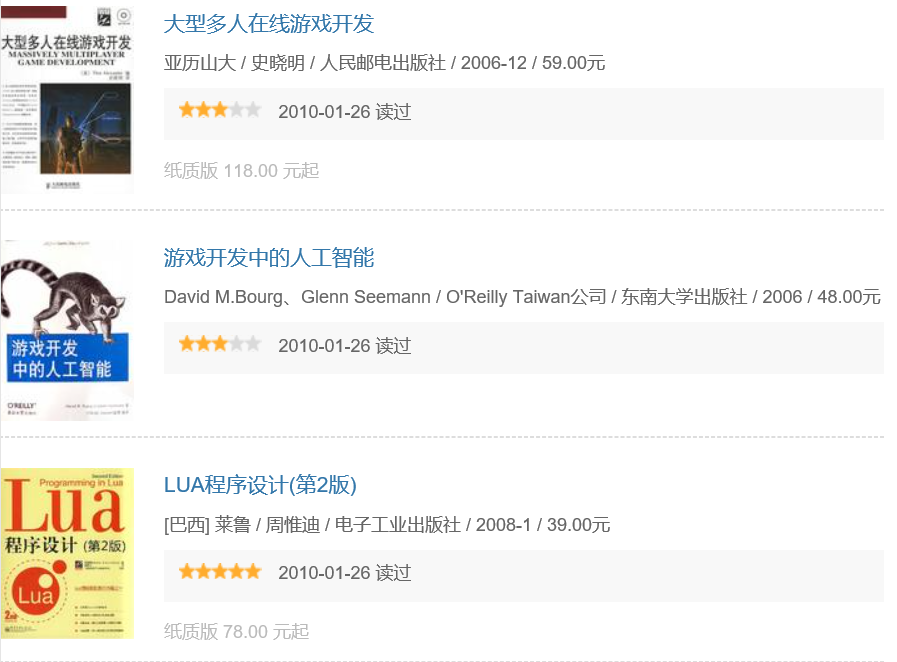 大型多人在线游戏开发
MASSIVELY MULTIPLAYER
GAME DEVELOPMENT
大型多人在线游戏开发
亚历山大 / 史晓明 / 人民邮电出版社 / 2006-12 / 59.00元
2010-01-26 读过
纸质版 118.00 元起
游戏开发
中的人工智能
O'REILLY'
游戏开发中的人工智能
David M.Bourg、Glenn Seemann / O'Reilly Taiwan公司 / 东南大学出版社 / 2006 / 48.00元
2010-01-26 读过
Second Edition
Programming in Lua
Lua
程序设计 (第2版)
Lua
LUA程序设计(第2版)
[巴西] 莱鲁 / 周惟迪 / 电子工业出版社 / 2008-1 / 39.00元
2010-01-26 读过
纸质版 78.00 元起